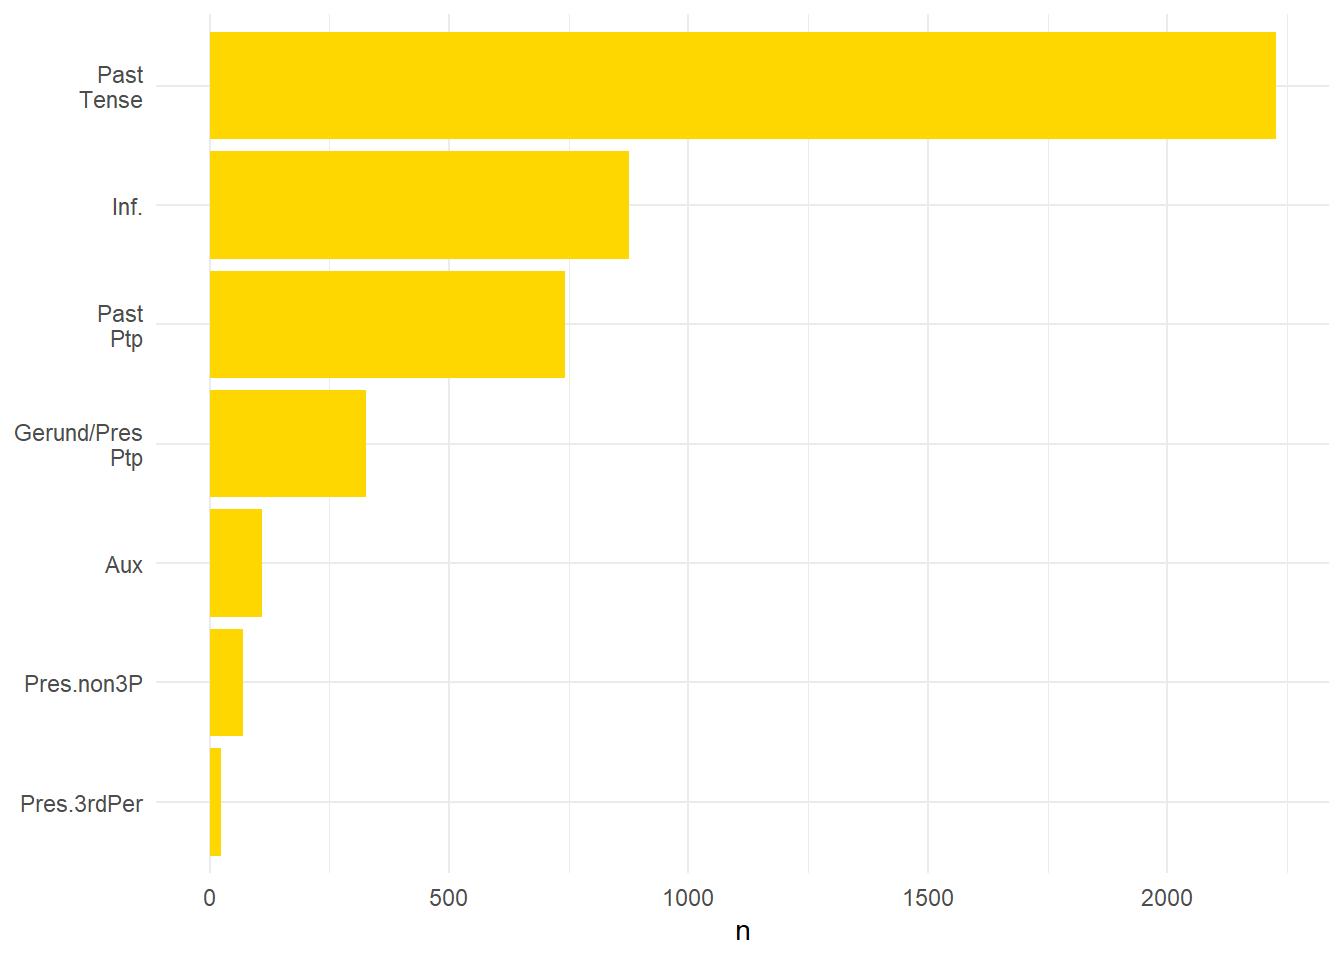 Past
Tense
Inf.
Past
Ptp
Gerund/Pres
Ptp
Aux
Pres.non3P
Pres.3rdPer
0 500 1000 1500 2000
n